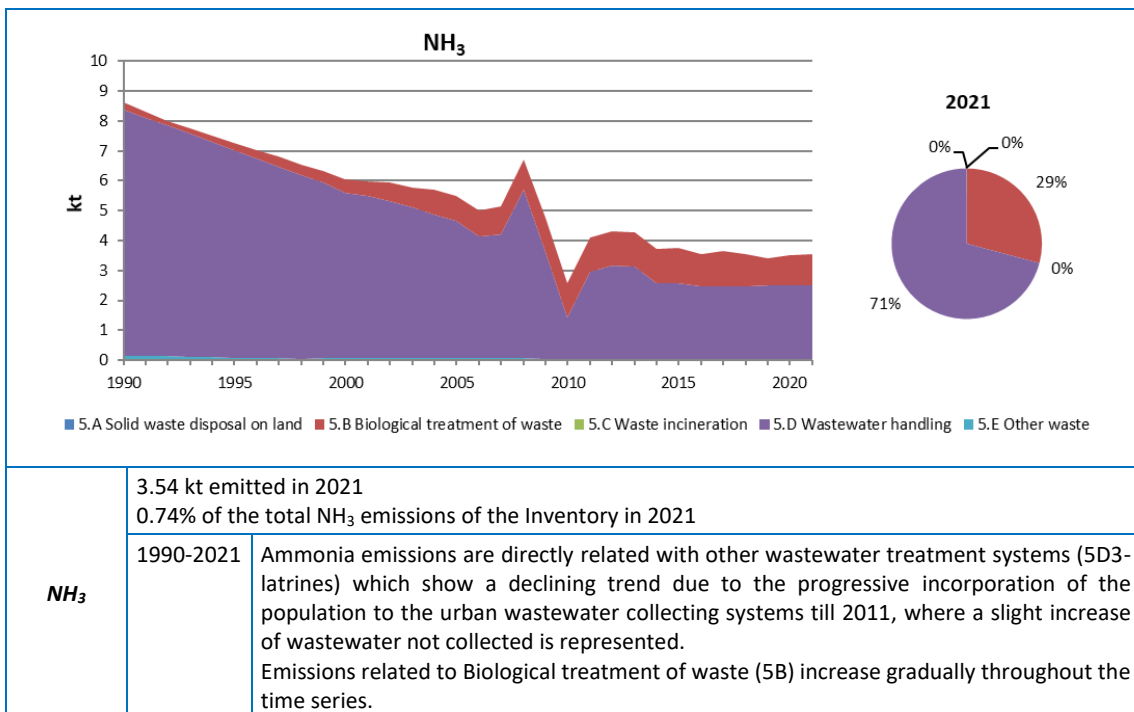 NH₃
10
9
8
7
6
5
4
3
2
1
0
kt
1990
1995
2000
2005
2010
2015
2020
2021
0%
0%
29%
0%
71%
5.A Solid waste disposal on land 5.B Biological treatment of waste 5.C Waste incineration 5.D Wastewater handling 5.E Other waste
NH₃
3.54 kt emitted in 2021
0.74% of the total NH₃ emissions of the Inventory in 2021
1990-2021
Ammonia emissions are directly related with other wastewater treatment systems (5D3-
latrines) which show a declining trend due to the progressive incorporation of the
population to the urban wastewater collecting systems till 2011, where a slight increase
of wastewater not collected is represented.
Emissions related to Biological treatment of waste (5B) increase gradually throughout the
time series.